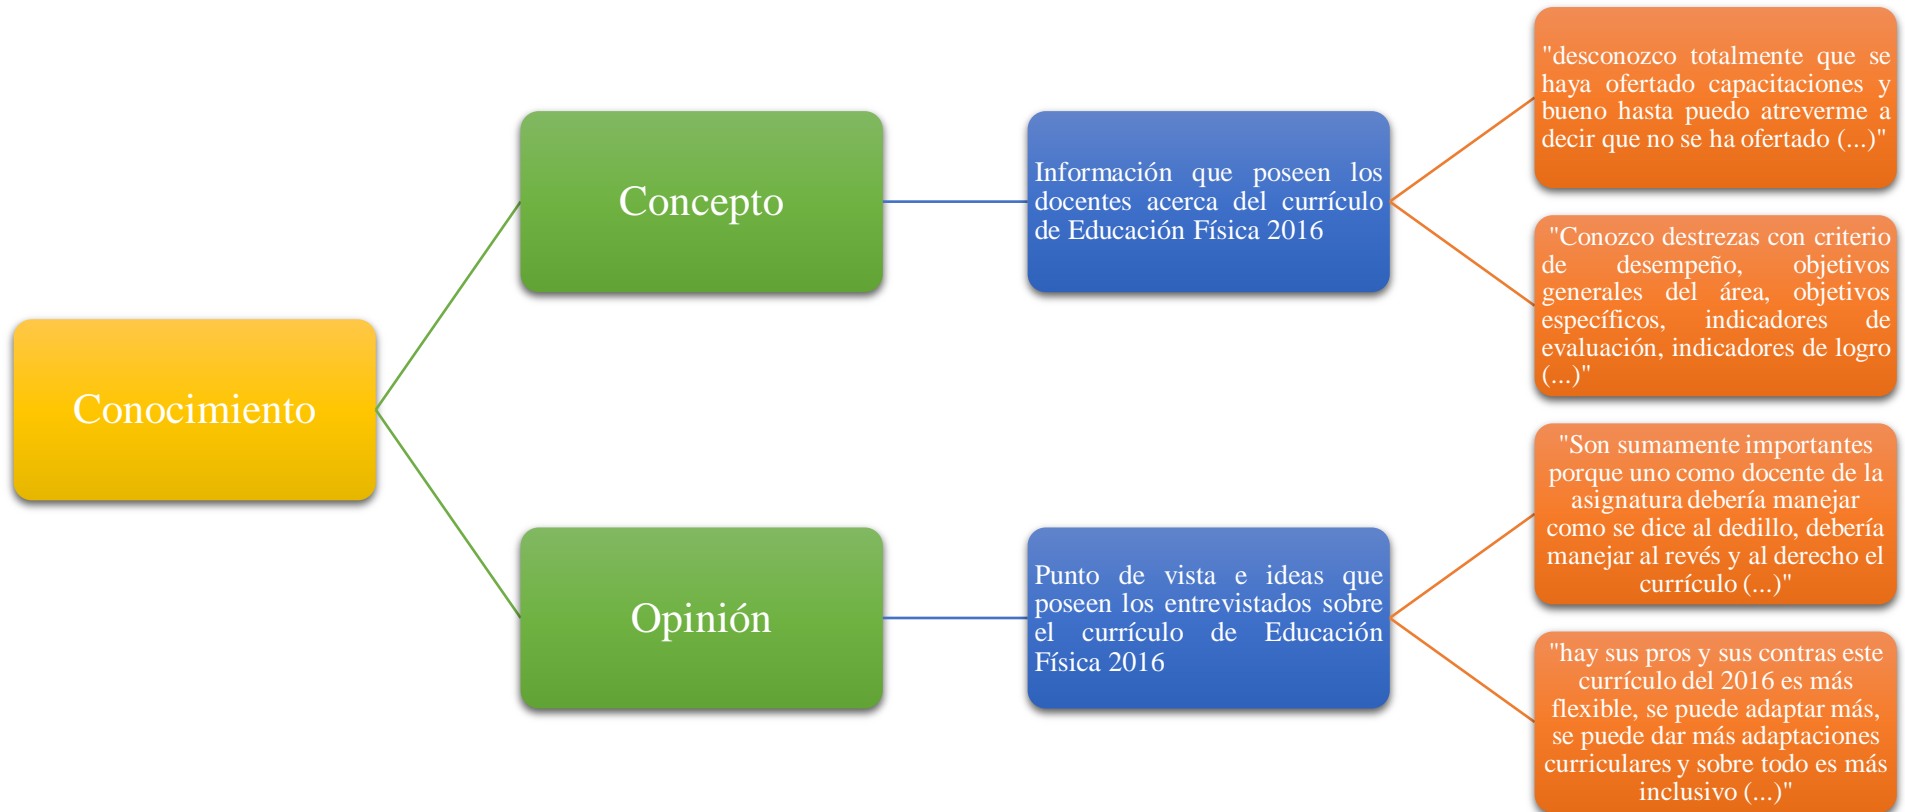 Conocimiento
Concepto
Información que poseen los
docentes acerca del currículo
de Educación Física 2016
"desconozco totalmente que se
haya ofertado capacitaciones y
bueno hasta puedo atreverme a
decir que no se ha ofertado (...)"
"Conozco destrezas con criterio
de desempeño, objetivos
generales del área, objetivos
específicos, indicadores de
evaluación, indicadores de logro
(...)"
Opinión
Punto de vista e ideas que
poseen los entrevistados sobre
el currículo de Educación
Física 2016
"Son sumamente importantes
porque uno como docente de la
asignatura debería manejar
como se dice al dedillo, debería
manejar al revés y al derecho el
currículo (...)"
"hay sus pros y sus contras este
currículo del 2016 es más
flexible, se puede adaptar más,
se puede dar más adaptaciones
curriculares y sobre todo es más
inclusivo (...)"